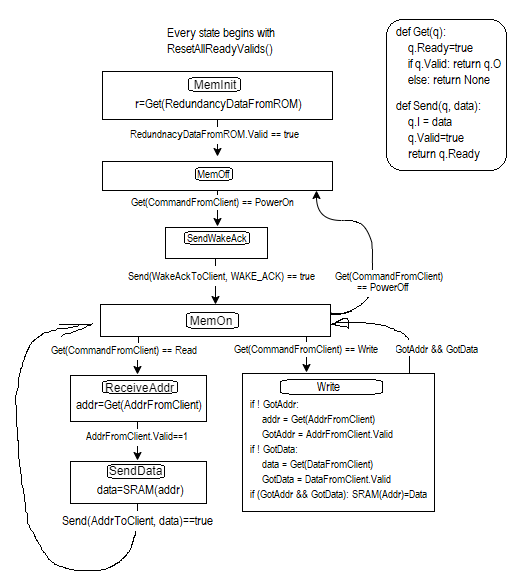 Every state begins with
ResetAllReadyValids()
def Get(q):
q.Ready=true
if q.Valid: return q.O
else: return None
def Send(q, data):
q.I = data
q.Valid=true
return q.Ready
MemInit
r=Get(RedundancyDataFromROM)
RedundnacyDataFromROM.Valid == true
MemOff
Get(CommandFromClient) == PowerOn
SendWakeAck
Send(WakeAckToClient, WAKE_ACK) == true
Get(CommandFromClient)
== PowerOff
MemOn
Get(CommandFromClient) == Read
Get(CommandFromClient) == Write
GotAddr && GotData
ReceiveAddr
addr=Get(AddrFromClient)
AddrFromClient.Valid==1
SendData
data=SRAM(addr)
Send(AddrToClient, data)==true
Write
if ! GotAddr:
addr = Get(AddrFromClient)
GotAddr = AddrFromClient.Valid
if ! GotData:
data = Get(DataFromClient)
GotData = DataFromClient.Valid
if (GotAddr && GotData): SRAM(Addr)=Data